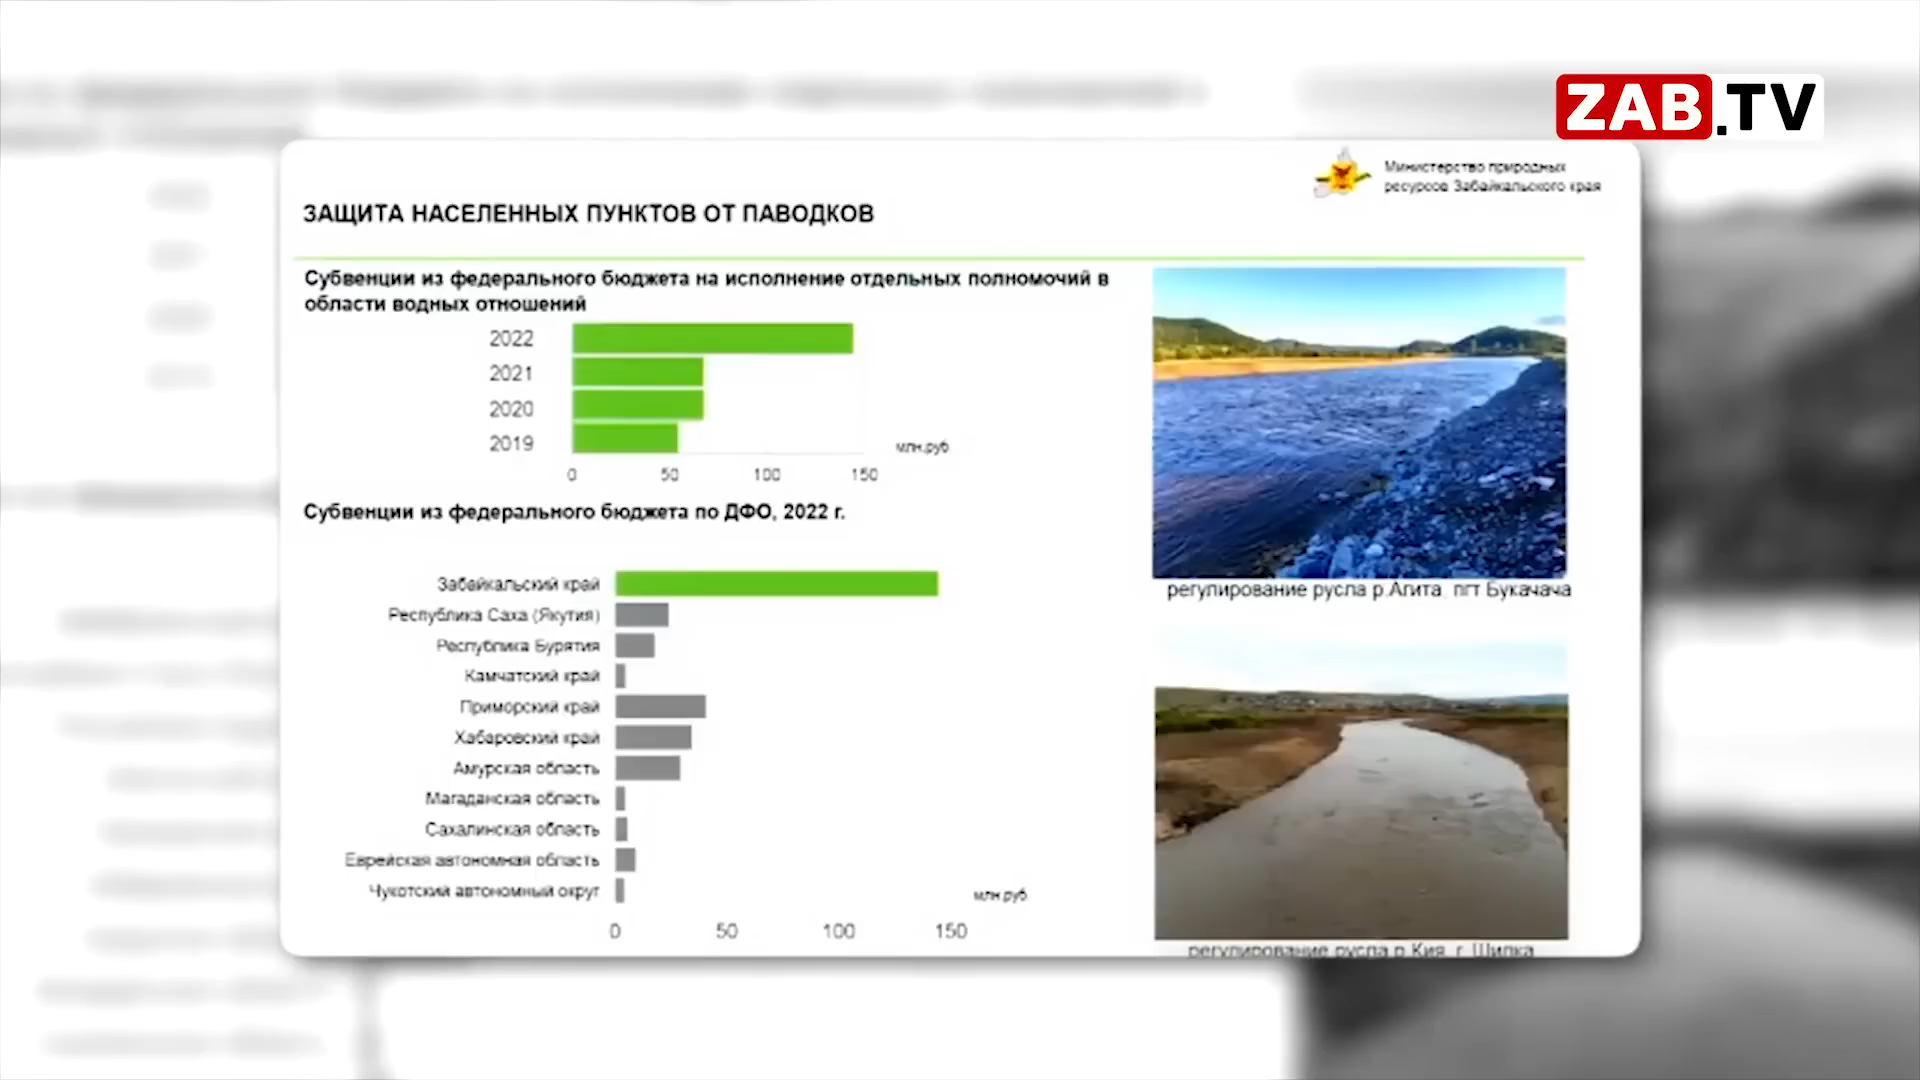 ZAB.TV
Министерство природных
ресурсов Забайкальского края
ЗАЩИТА НАСЕЛЕННЫХ ПУНКТОВ ОТ ПАВОДКОВ
Субвенции из федерального бюджета на исполнение отдельных полномочий в
области водных отношений
2022
2021
2020
2019
млн.руб
0 50 100 150
Субвенции из федерального бюджета по ДФО, 2022 г.
Забайкальский край
Республика Саха (Якутия)
Республика Бурятия
Камчатский край
Приморский край
Хабаровский край
Амурская область
Магаданская область
Сахалинская область
Еврейская автономная область
Чукотский автономный округ
млн.руб
0 50 100 150
регулирование русла р.Агита, пгт Букачача
регулирование русла р.Кия, г. Шилка